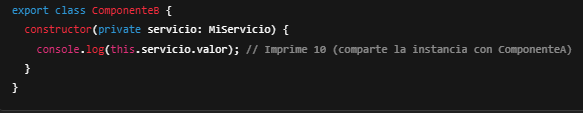 export class ComponenteB {
  constructor(private servicio: MiServicio) {
    console.log(this.servicio.valor); // Imprime 10 (comparte la instancia con ComponenteA)
  }
}